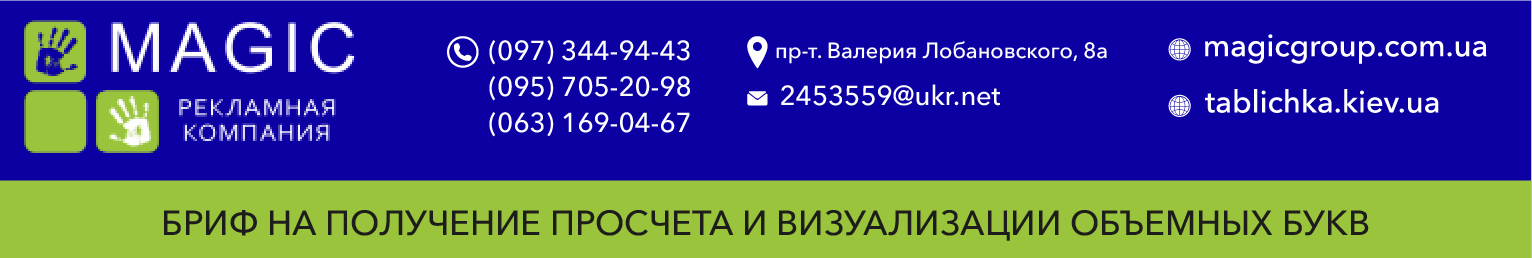 MAGIC
РЕКЛАМНАЯ
КОМПАНИЯ
(097) 344-94-43
(095) 705-20-98
(063) 169-04-67
пр-т. Валерия Лобановского, 8а
2453559@ukr.net
magicgroup.com.ua
tablichka.kiev.ua
БРИФ НА ПОЛУЧЕНИЕ ПРОСЧЕТА И ВИЗУАЛИЗАЦИИ ОБЪЕМНЫХ БУКВ